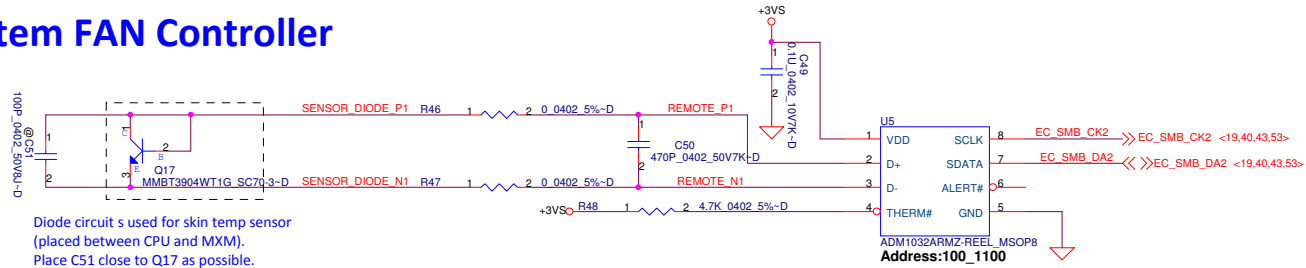 tem FAN Controller
+3VS
1
C49
0.1U_0402_10V7K~D
2
100P_0402_50V8J~D
@C51
1
2
C
2
B
E
3
Q17
MMBT3904WT1G_SC70-3~D
SENSOR_DIODE_P1 R46 1 2 0_0402_5%~D REMOTE_P1
1
C50
470P_0402_50V7K~D
2
SENSOR_DIODE_N1 R47 1 2 0_0402_5%~D REMOTE_N1
+3VS R48 1 2 4.7K_0402_5%~D
U5
1 VDD SCLK 8 EC_SMB_CK2 EC_SMB_CK2 <19,40,43,53>
2 D+ SDATA 7 EC_SMB_DA2 EC_SMB_DA2 <19,40,43,53>
3 D- ALERT# 6
4 THERM# GND 5
ADM1032ARMZ-REEL_MSOP8
Address:100_1100
Diode circuit s used for skin temp sensor
(placed between CPU and MXM).
Place C51 close to Q17 as possible.